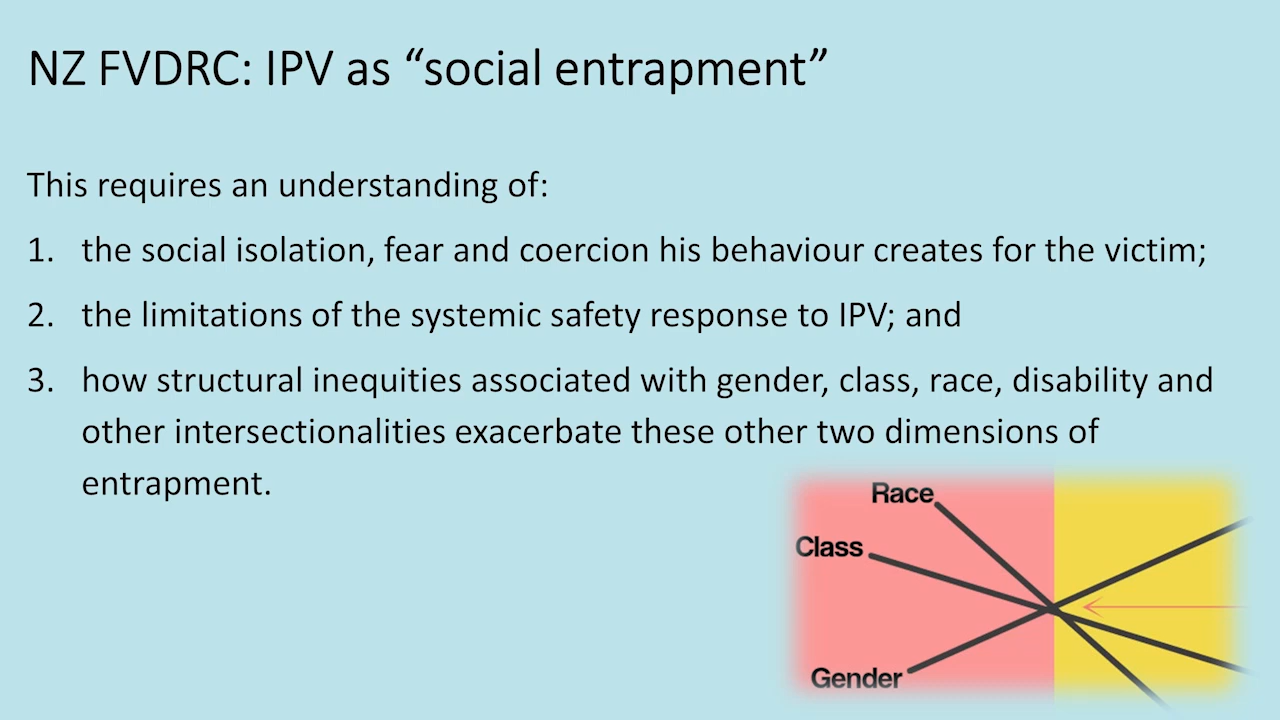 NZ FVDRC: IPV as “social entrapment”
This requires an understanding of:
1. the social isolation, fear and coercion his behaviour creates for the victim;
2. the limitations of the systemic safety response to IPV; and
3. how structural inequities associated with gender, class, race, disability and
other intersectionalities exacerbate these other two dimensions of
entrapment.
Race
Class
Gender